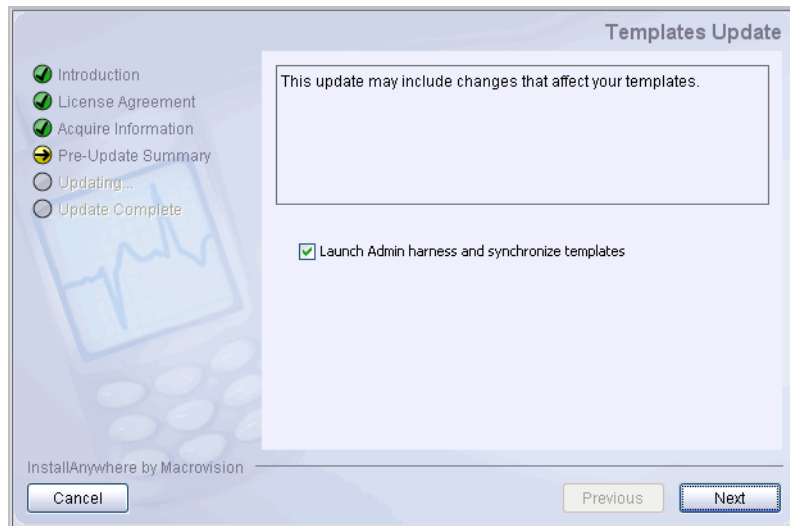 Templates Update
Introduction
License Agreement
Acquire Information
Pre-Update Summary
Updating...
Update Complete
This update may include changes that affect your templates.
Launch Admin harness and synchronize templates
InstallAnywhere by Macrovision
Cancel
Previous
Next